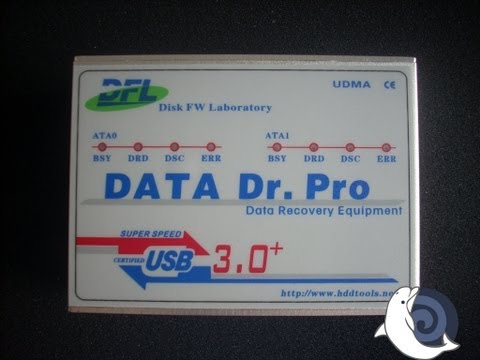 DFL
UDMA CE
Disk FW Laboratory
ATA0 ATA1
BSY DRD DSC ERR BSY DRD DSC ERR
DATA Dr. Pro
Data Recovery Equipment
SUPER SPEED
CERTIFIED USB 3.0+
http://www.hddtools.ne